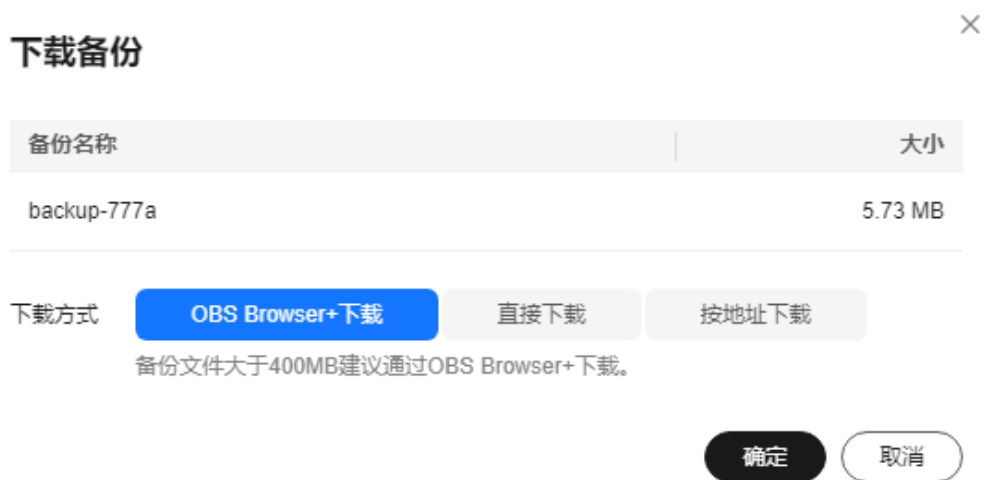 下载备份
备份名称 大小
backup-777a 5.73 MB
下载方式 OBS Browser+下载 直接下载 按地址下载
备份文件大于400MB建议通过OBS Browser+下载。
确定 取消